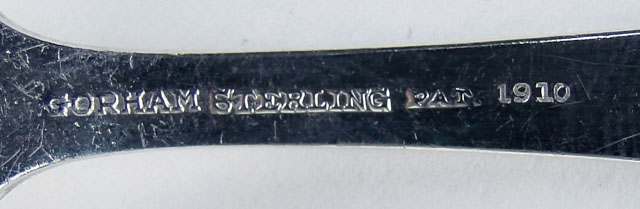 GORHAM STERLING PAT. 1910